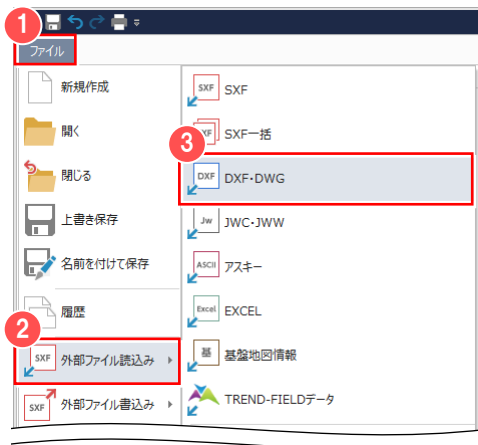 1
ファイル
新規作成
開く
閉じる
上書き保存
名前を付けて保存
履歴
2
SXF 外部ファイル読込み
SXF 外部ファイル書込み
SXF SXF
SXF一括
3
DXF DXF・DWG
Jw JWC・JWW
ASCII アスキー
Excel EXCEL
基 基盤地図情報
TREND-FIELDデータ